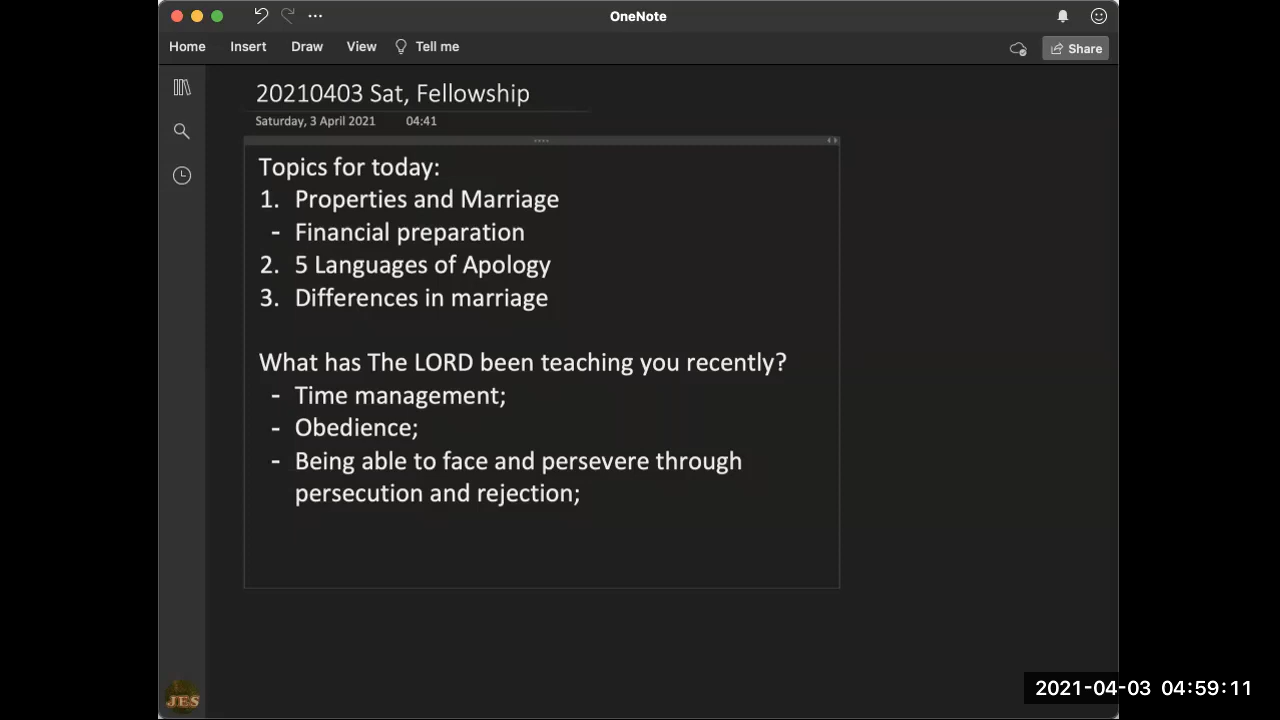 OneNote
Home Insert Draw View Tell me Share
20210403 Sat, Fellowship
Saturday, 3 April 2021 04:41
Topics for today:
1. Properties and Marriage
- Financial preparation
2. 5 Languages of Apology
3. Differences in marriage
What has The LORD been teaching you recently?
- Time management;
- Obedience;
- Being able to face and persevere through
persecution and rejection;
JES
2021-04-03 04:59:11